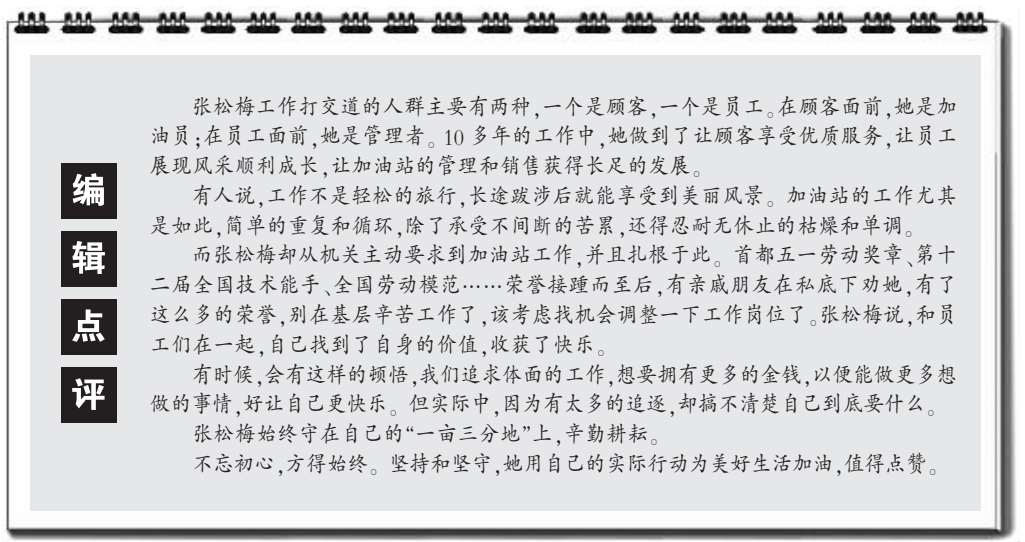 编
辑
点
评
张松梅工作打交道的人群主要有两种,一个是顾客,一个是员工。在顾客面前,她是加
油员;在员工面前,她是管理者。10 多年的工作中,她做到了让顾客享受优质服务,让员工
展现风采顺利成长,让加油站的管理和销售获得长足的发展。
有人说,工作不是轻松的旅行,长途跋涉后就能享受到美丽风景。加油站的工作尤其
是如此,简单的重复和循环,除了承受不间断的苦累,还得忍耐无休止的枯燥和单调。
而张松梅却从机关主动要求到加油站工作,并且扎根于此。首都五一劳动奖章、第十
二届全国技术能手、全国劳动模范……荣誉接踵而至后,有亲戚朋友在私底下劝她,有了
这么多的荣誉,别在基层辛苦工作了,该考虑找机会调整一下工作岗位了。张松梅说,和员
工们在一起,自己找到了自身的价值,收获了快乐。
有时候,会有这样的顿悟,我们追求体面的工作,想要拥有更多的金钱,以便能做更多想
做的事情,好让自己更快乐。但实际中,因为有太多的追逐,却搞不清楚自己到底要什么。
张松梅始终守在自己的“一亩三分地”上,辛勤耕耘。
不忘初心,方得始终。坚持和坚守,她用自己的实际行动为美好生活加油,值得点赞。